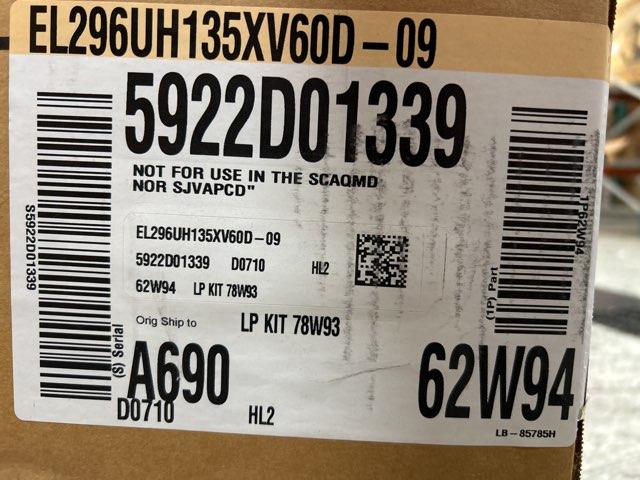 EL296UH135XV60D-09
5922D01339
NOT FOR USE IN THE SCAQMD
NOR SJVAPCD"
S5922D01339
EL296UH135XV60D-09
5922D01339 D0710 HL2
62W94 LP KIT 78W93
1P62W94
(1P) Part
Orig Ship to LP KIT 78W93
(S) Serial
A690
62W94
D0710 HL2
LB-85785H